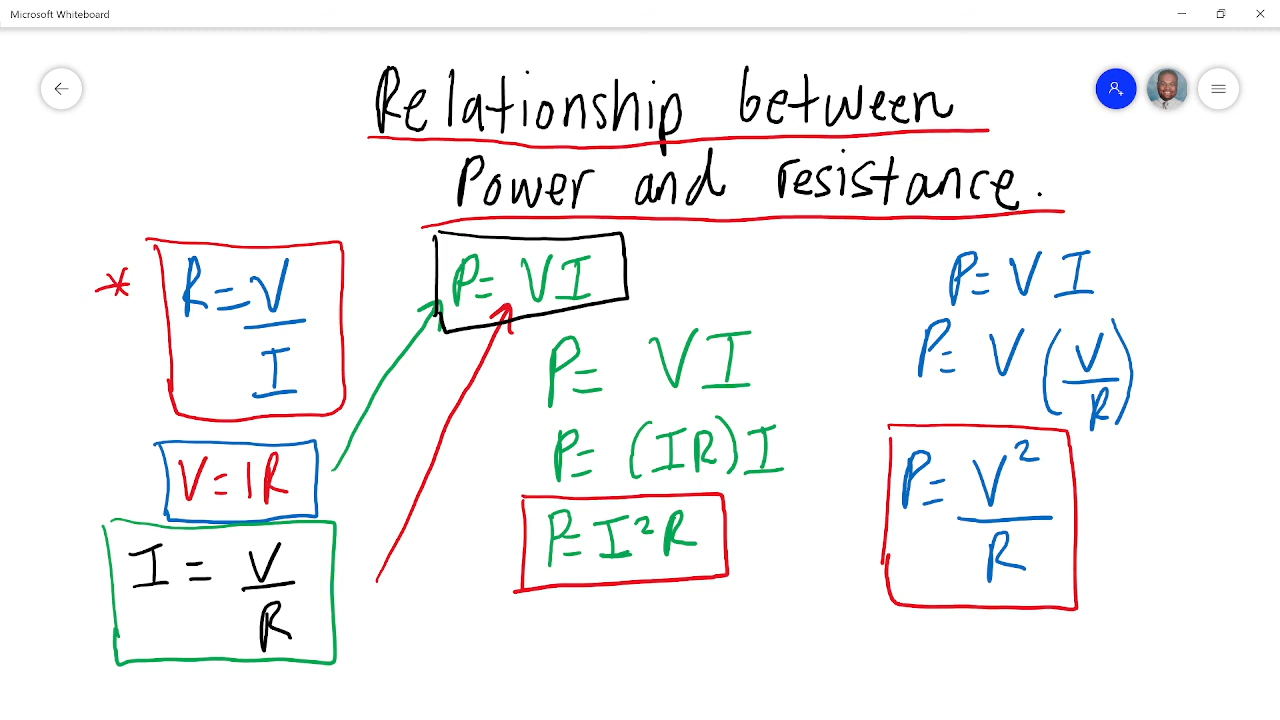 Microsoft Whiteboard
Relationship between
Power and resistance.
* R = V
I
V = IR
I = V
R
P = VI
P = VI
P = (IR)I
P = I²R
P = VI
P = V (V
R)
P = V²
R